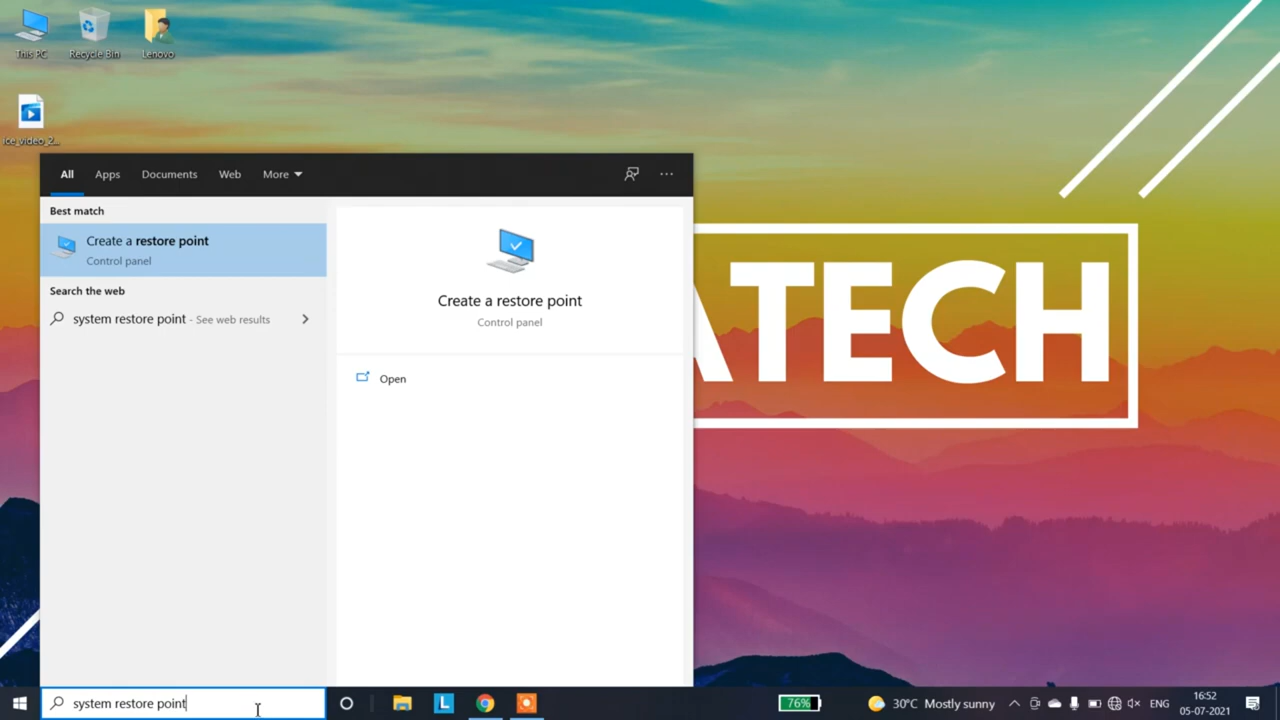 This PC
Recycle Bin
Lenovo
ice_video_2...
All
Apps
Documents
Web
More
Best match
Create a restore point
Control panel
Search the web
system restore point - See web results
Create a restore point
Control panel
Open
ATECH
system restore point
L
76%
30°C Mostly sunny
ENG
16:52
05-07-2021